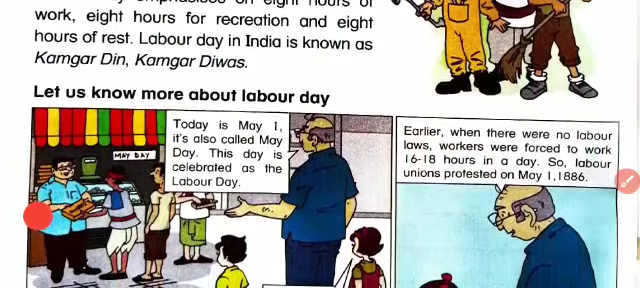 work, eight hours for recreation and eight
hours of rest. Labour day in India is known as
Kamgar Din, Kamgar Diwas.
Let us know more about labour day
Today is May 1,
it's also called May
Day. This day is
celebrated as the
Labour Day.
MAY DAY
Earlier, when there were no labour
laws, workers were forced to work
16-18 hours in a day. So, labour
unions protested on May 1,1886.